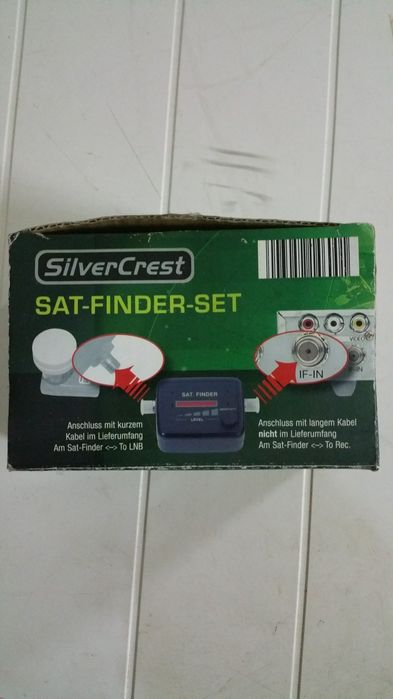 SilverCrest
SAT-FINDER-SET
VIDEO
IF-IN
SAT. FINDER
LEVEL
Anschluss mit kurzem
Kabel im Lieferumfang
Am Sat-Finder <--> To LNB
Anschluss mit langem Kabel
nicht im Lieferumfang
Am Sat-Finder <--> To Rec.